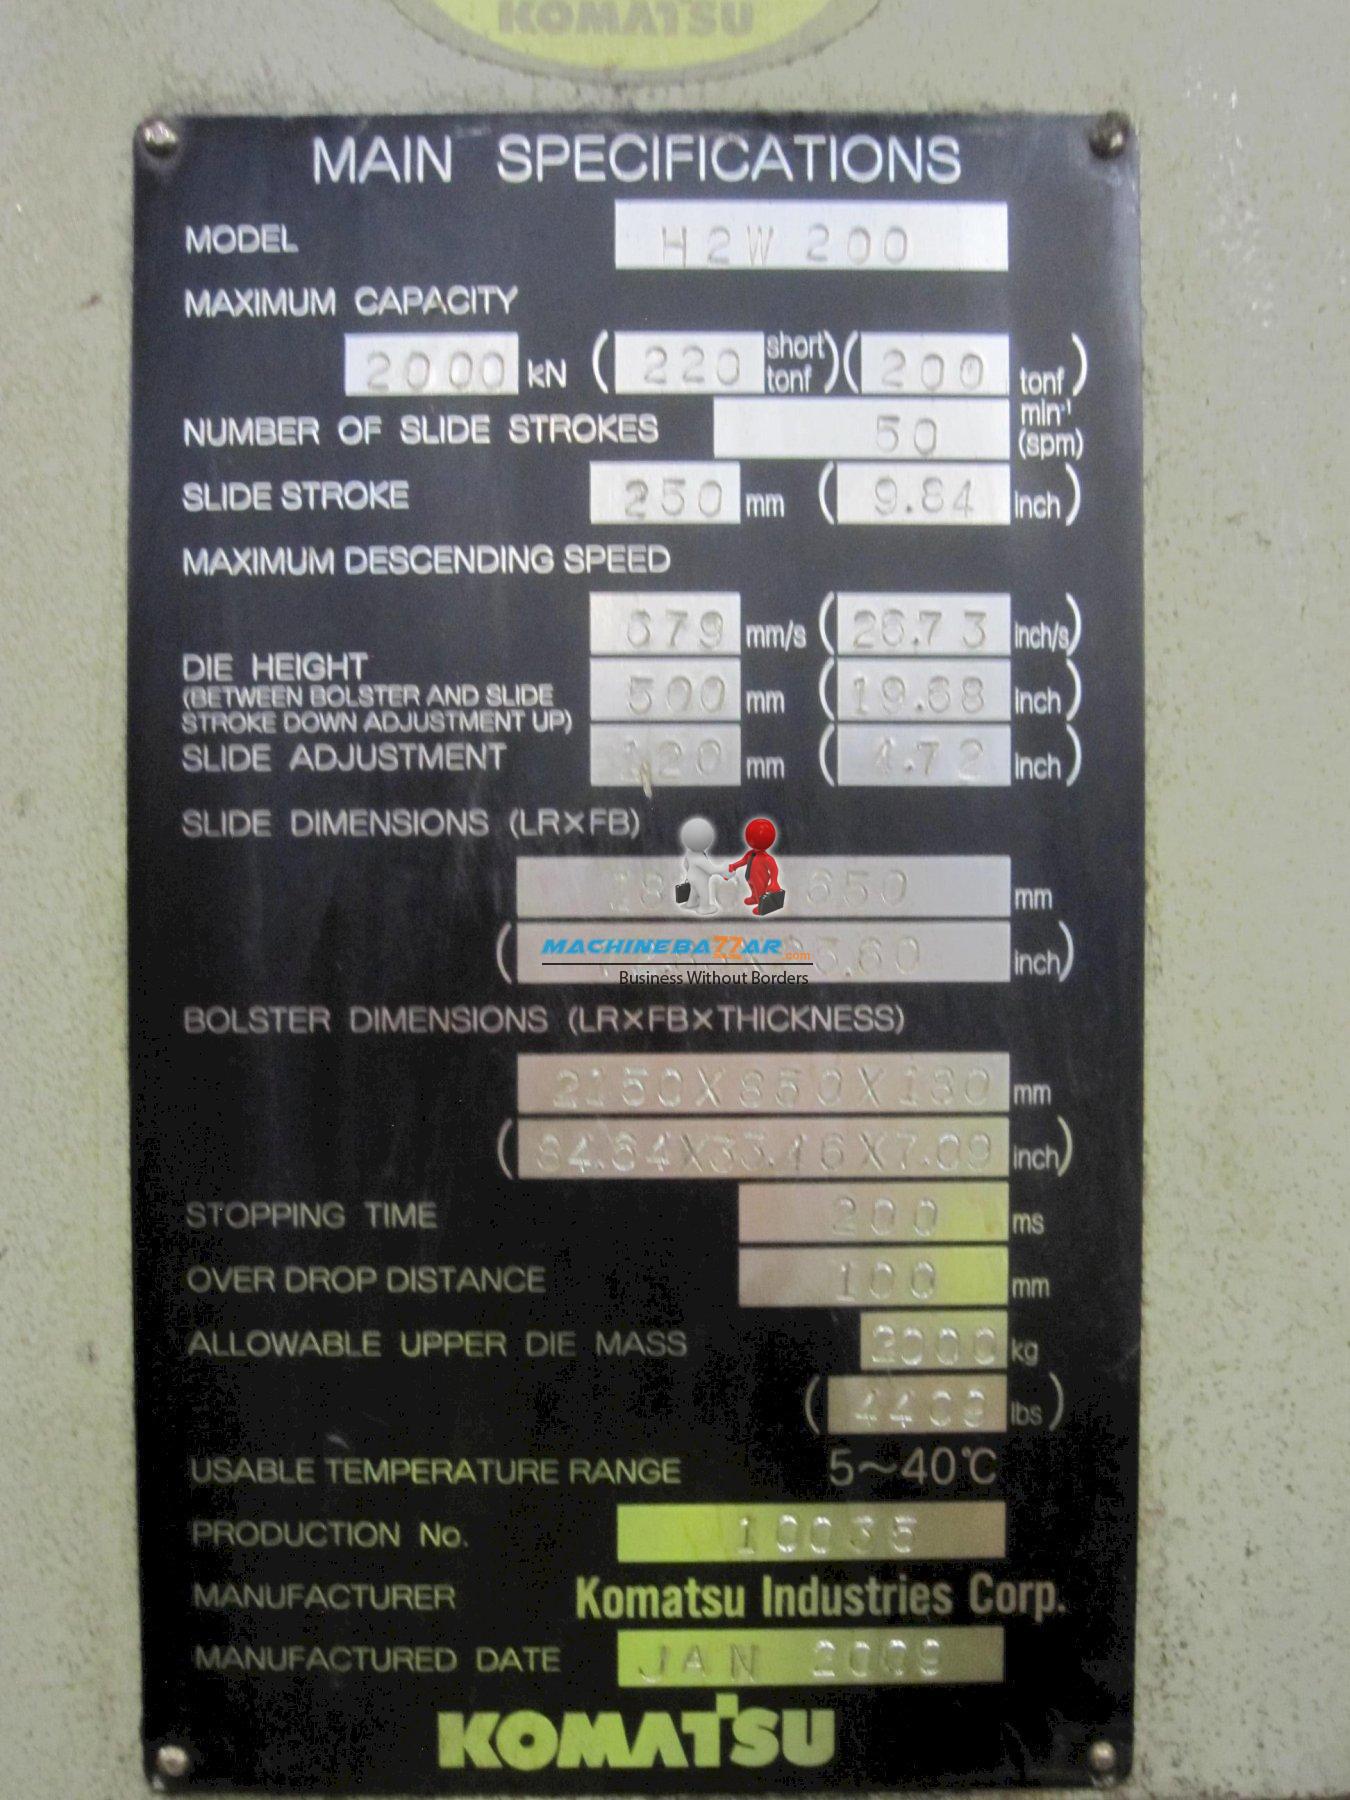 KOMATSU
MAIN SPECIFICATIONS
MODEL H2W 200
MAXIMUM CAPACITY
2000 kN (220 short tonf) (200 tonf)
NUMBER OF SLIDE STROKES 50 min⁻¹ (spm)
SLIDE STROKE 250 mm (9.84 inch)
MAXIMUM DESCENDING SPEED
679 mm/s (26.73 inch/s)
DIE HEIGHT
(BETWEEN BOLSTER AND SLIDE
STROKE DOWN ADJUSTMENT UP) 500 mm (19.68 inch)
SLIDE ADJUSTMENT 120 mm (4.72 inch)
SLIDE DIMENSIONS (LR×FB)
650 mm
MACHINEBAZZAR.com
( inch)
Business Without Borders
BOLSTER DIMENSIONS (LR×FB×THICKNESS)
2150X850X180 mm
(84.64X33.46X7.09 inch)
STOPPING TIME 200 ms
OVER DROP DISTANCE 100 mm
ALLOWABLE UPPER DIE MASS 2000 kg
(4409 lbs)
USABLE TEMPERATURE RANGE 5~40℃
PRODUCTION No. 10035
MANUFACTURER Komatsu Industries Corp.
MANUFACTURED DATE JAN 2009
KOMATSU